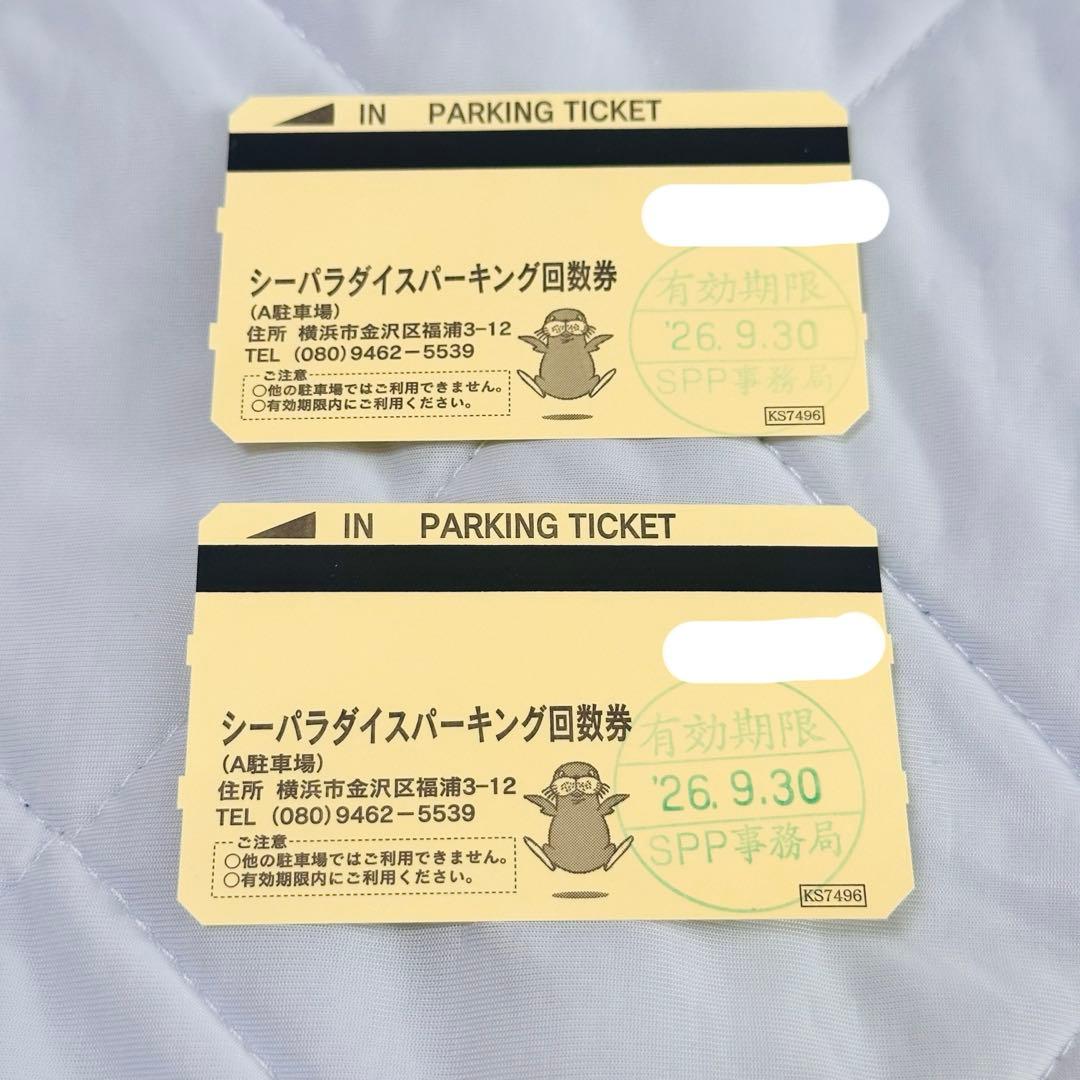 IN PARKING TICKET
シーパラダイスパーキング回数券
(A駐車場)
住所 横浜市金沢区福浦3-12
TEL (080)9462-5539
ご注意
○他の駐車場ではご利用できません。
○有効期限内にご利用ください。
有効期限
'26.9.30
SPP事務局
KS7496
IN PARKING TICKET
シーパラダイスパーキング回数券
(A駐車場)
住所 横浜市金沢区福浦3-12
TEL (080)9462-5539
ご注意
○他の駐車場ではご利用できません。
○有効期限内にご利用ください。
有効期限
'26.9.30
SPP事務局
KS7496